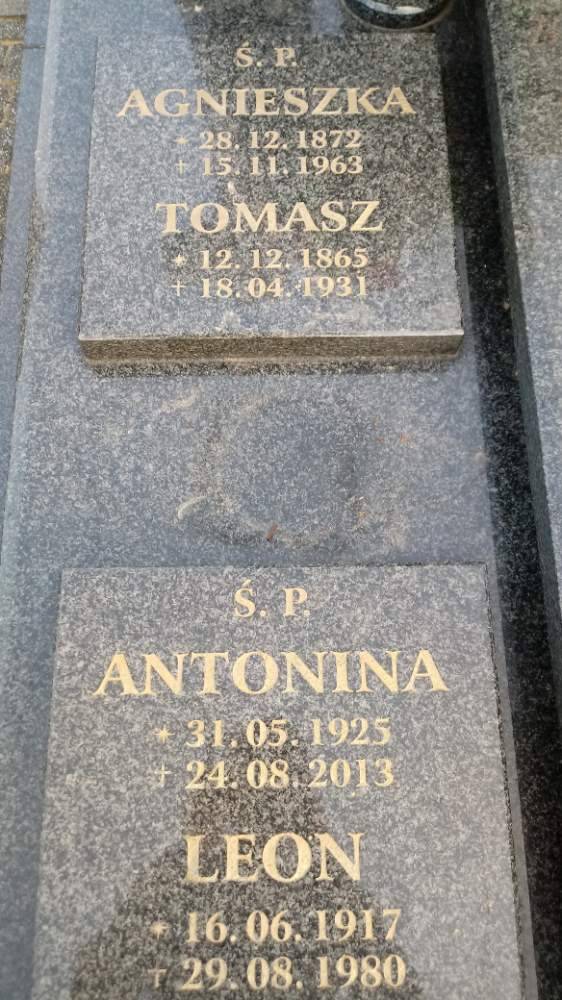 Ś. P.
AGNIESZKA
* 28.12.1872
† 15.11.1963
TOMASZ
* 12.12.1865
† 18.04.1931
Ś. P.
ANTONINA
* 31.05.1925
† 24.08.2013
LEON
* 16.06.1917
† 29.08.1980